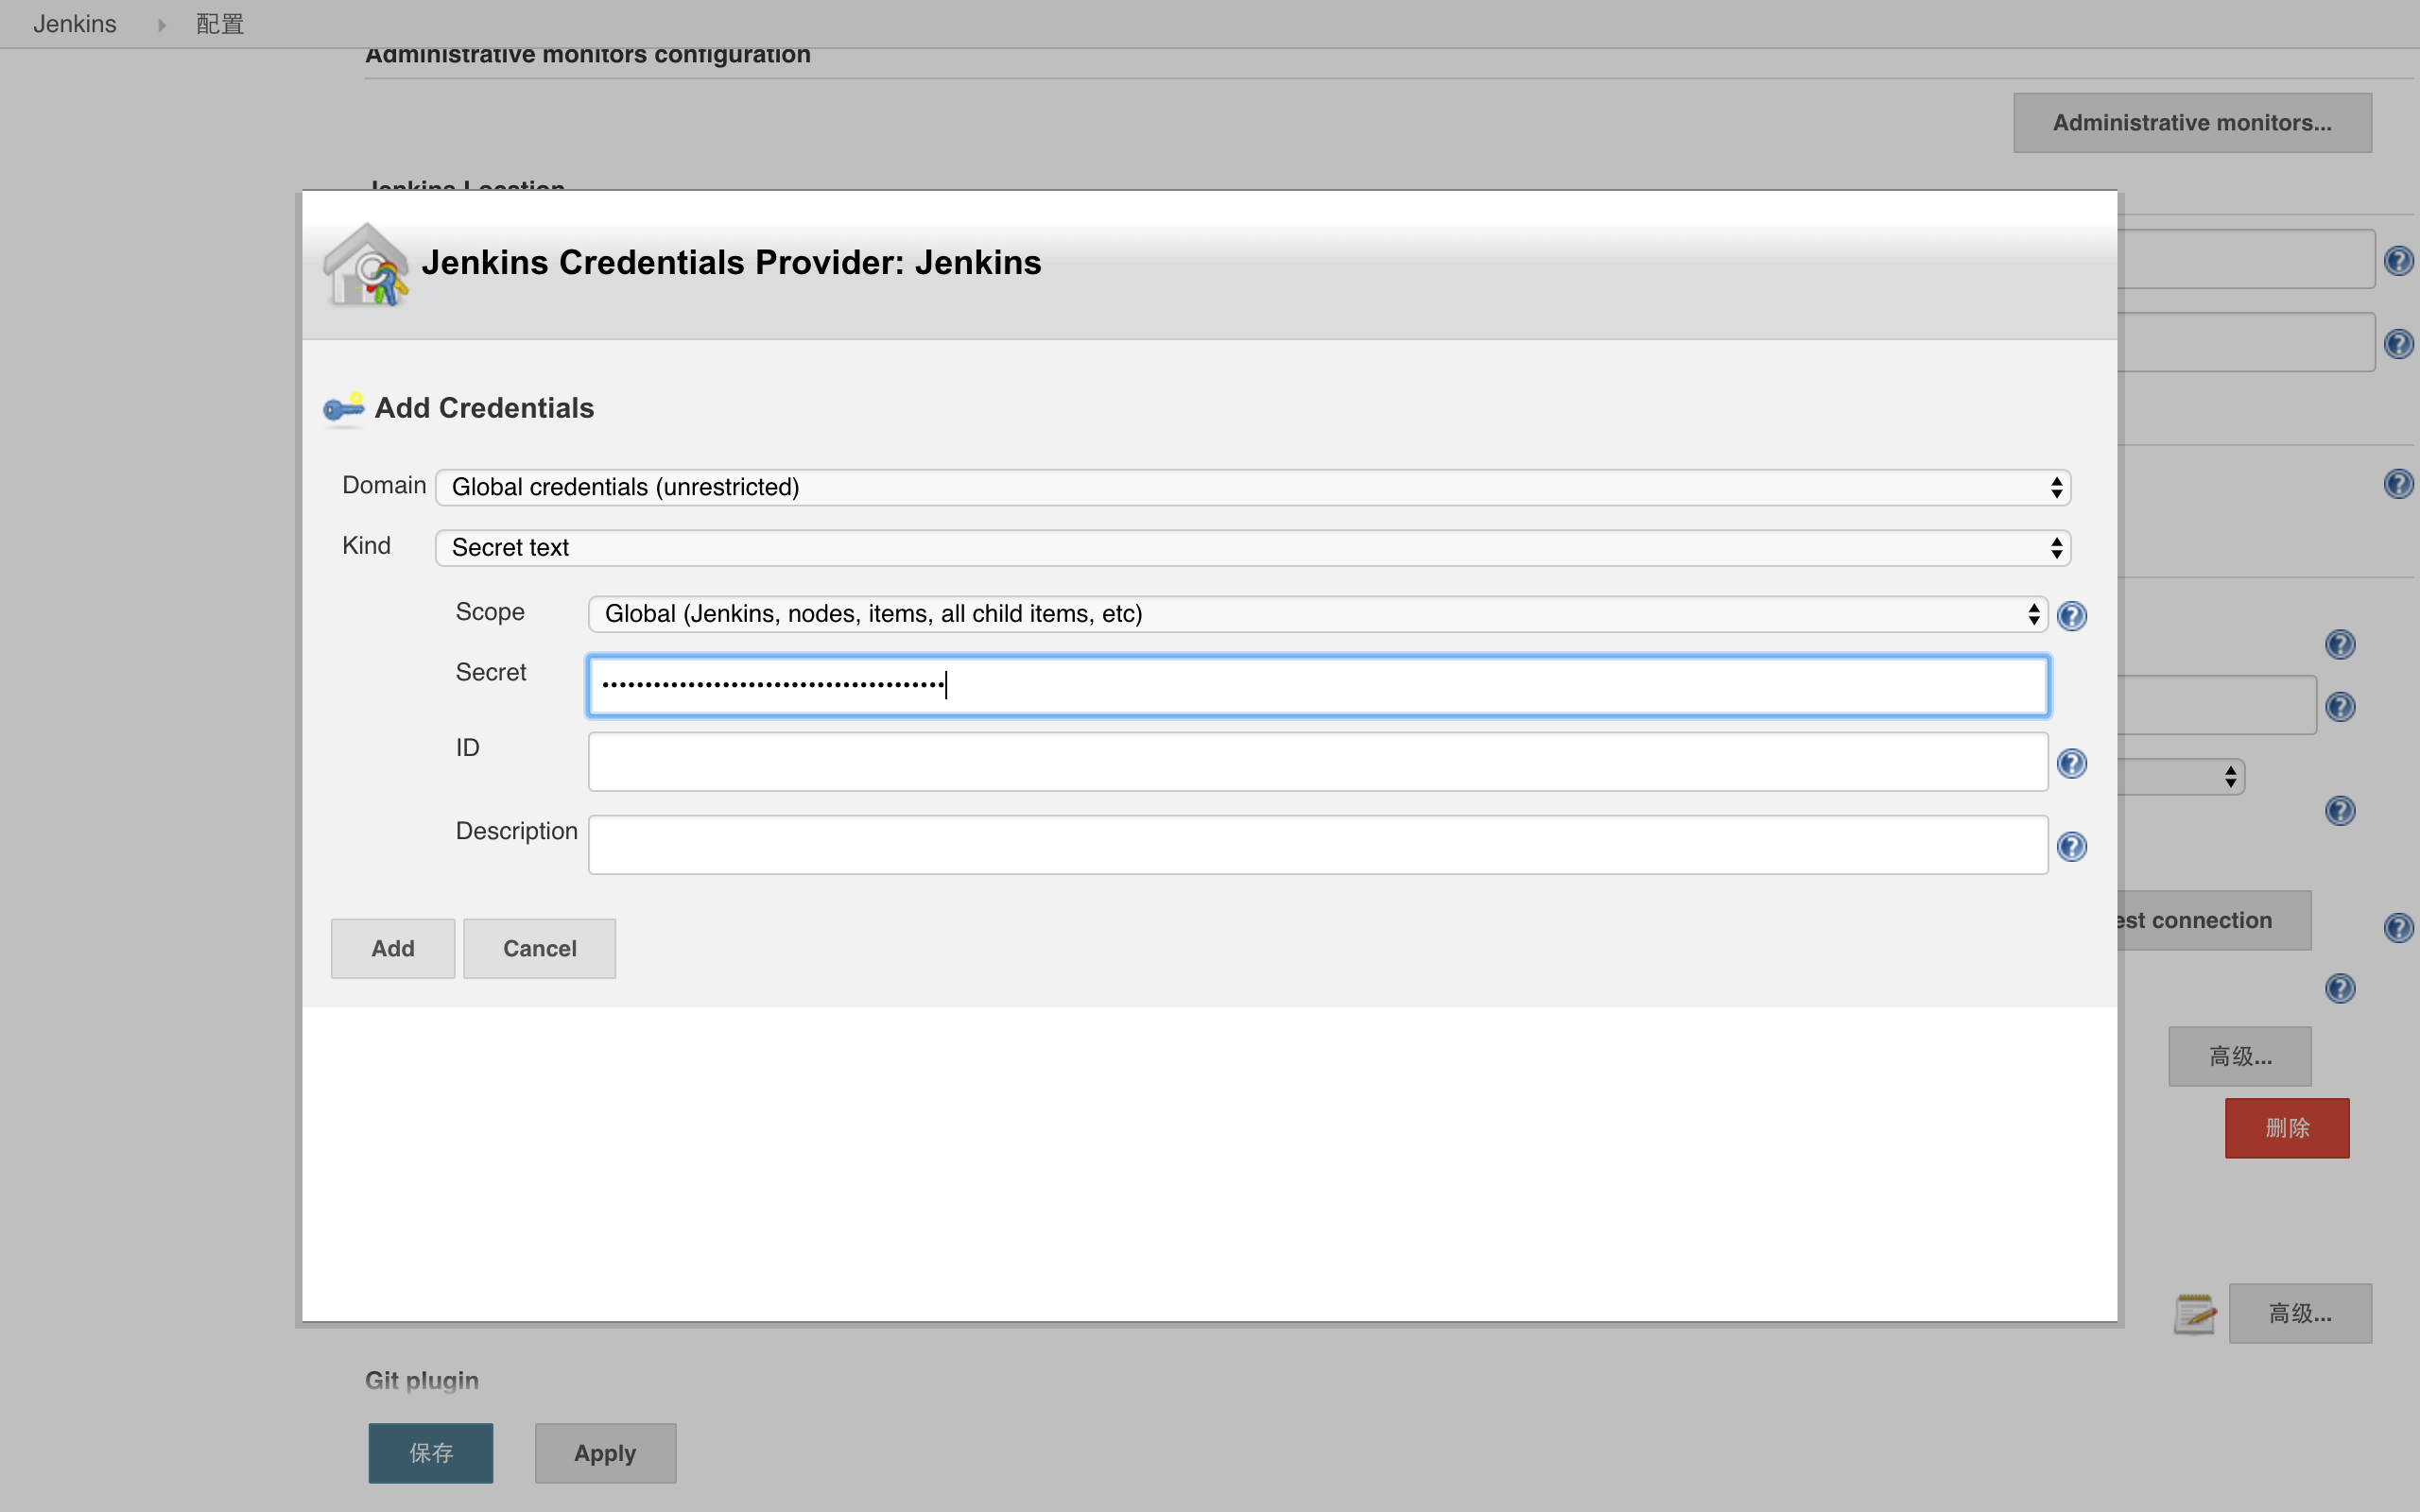 Jenkins 配置
Administrative monitors configuration
Administrative monitors...
Jenkins Location
Jenkins Credentials Provider: Jenkins
Add Credentials
Domain Global credentials (unrestricted)
Kind Secret text
Scope Global (Jenkins, nodes, items, all child items, etc)
Secret ••••••••••••••••••••••••••••••••••••••••
ID
Description
est connection
Add Cancel
高级...
删除
高级...
Git plugin
保存 Apply